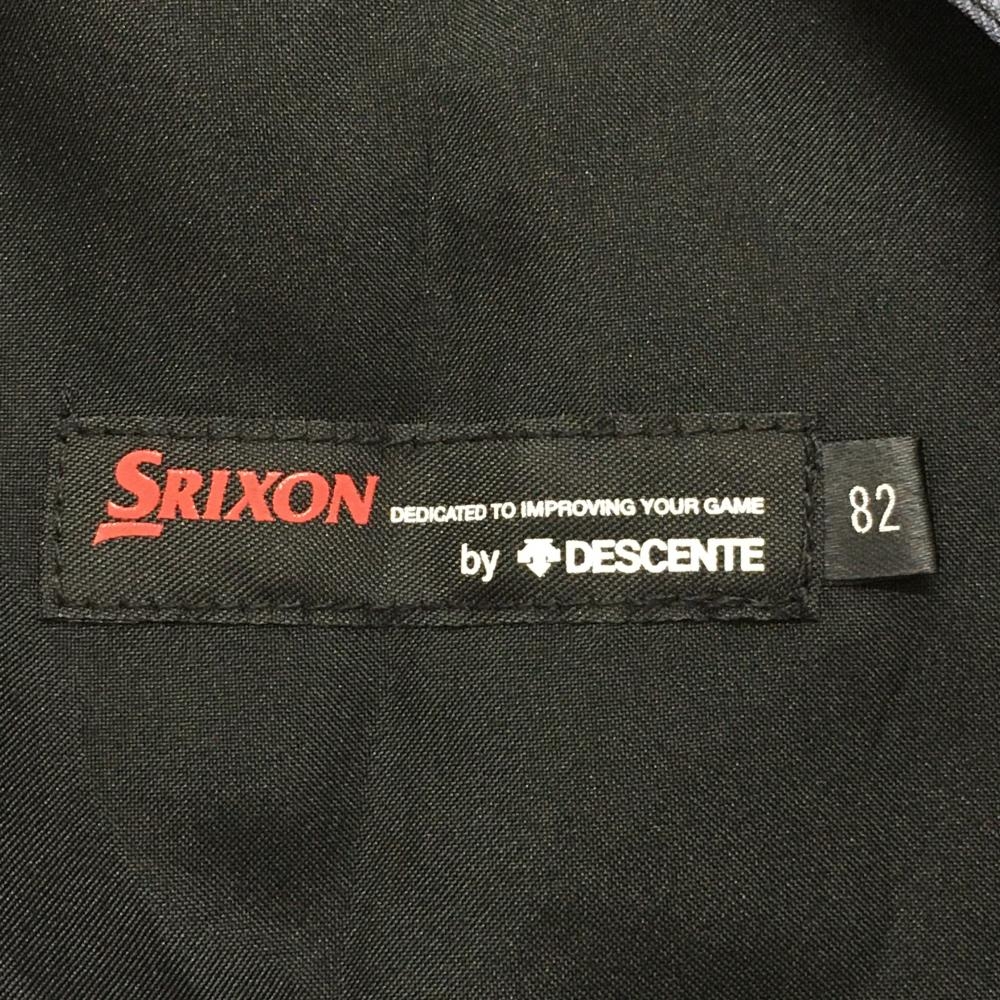 SRIXON DEDICATED TO IMPROVING YOUR GAME
by DESCENTE
82